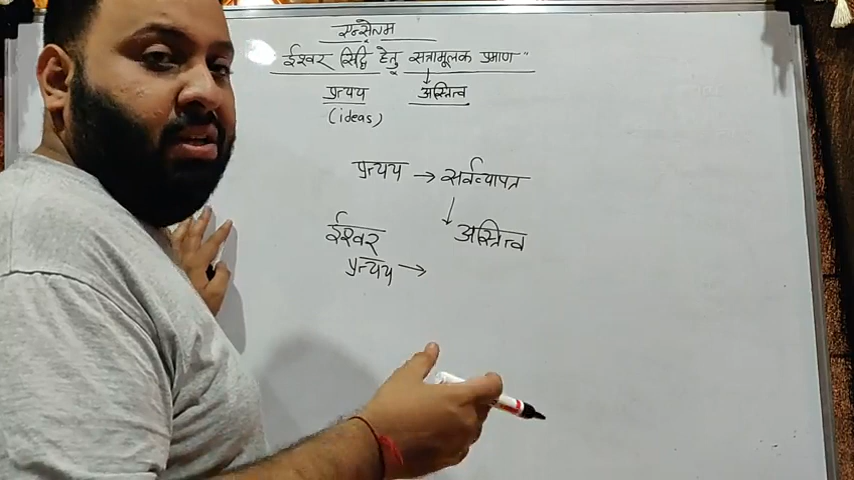 एन्सेलम
ईश्वर सिद्धि हेतु सत्तामूलक प्रमाण"
प्रत्यय अस्तित्व
(ideas)
प्रत्यय → सर्वव्यापत
↓
ईश्वर अस्तित्व
प्रत्यय →